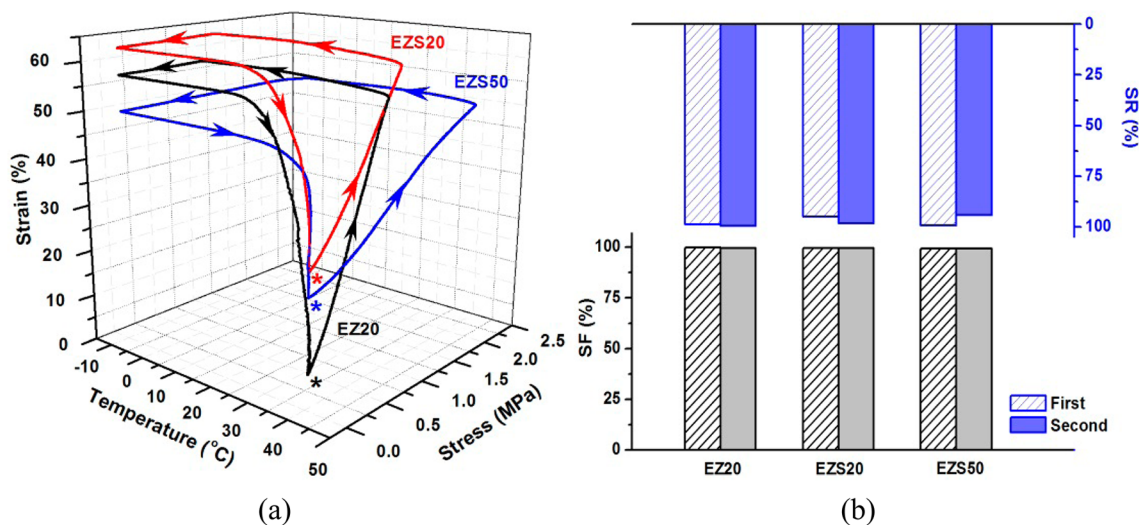 Strain (%)
60
50
40
30
20
10
0
-10
0
10
20
30
40
50
Temperature (°C)
0.0
0.5
1.0
1.5
2.0
2.5
Stress (MPa)
EZS20
EZS50
EZ20
*
*
*
(a)
0
25
50
75
100
SR (%)
100
75
50
25
0
SF (%)
First
Second
EZ20 EZS20 EZS50
(b)